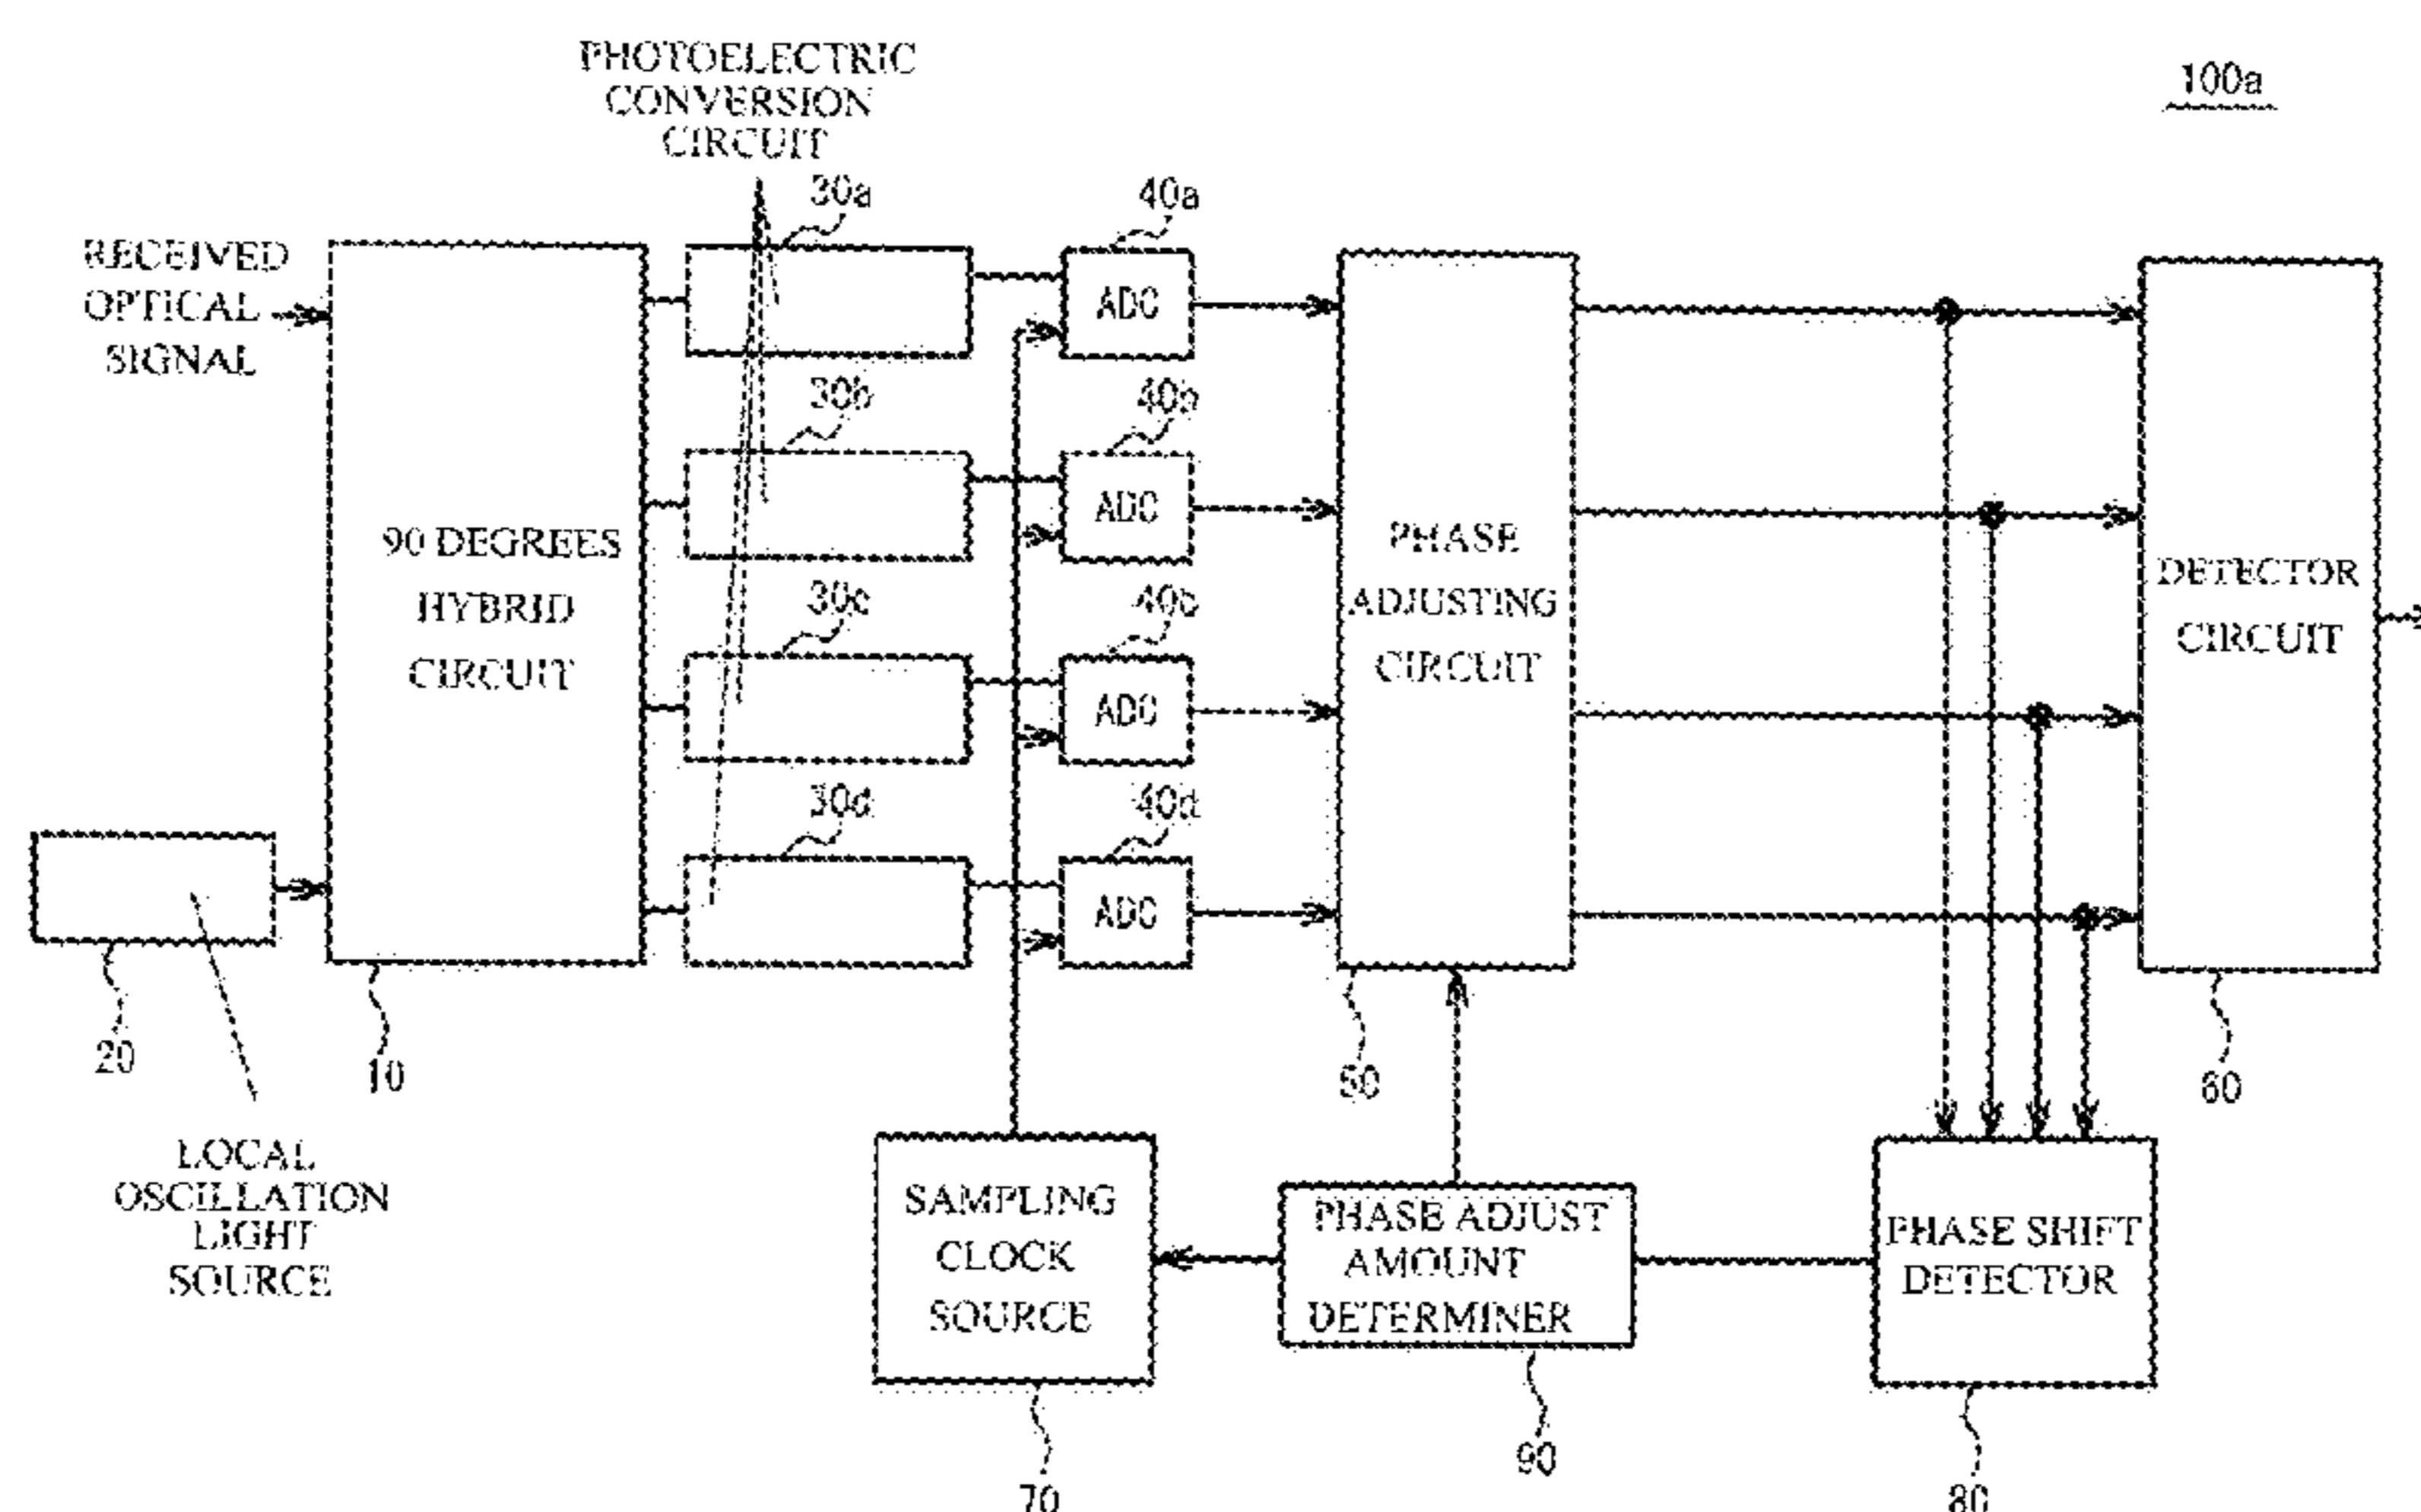 PHOTOELECTRIC
CONVERSION
CIRCUIT
100a
30a
40a
RECEIVED
OPTICAL
SIGNAL
ADC
30b
40b
ADC
90 DEGREES
HYBRID
CIRCUIT
PHASE
ADJUSTING
CIRCUIT
DETECTOR
CIRCUIT
30c
40c
ADC
30d
40d
ADC
20
10
50
60
LOCAL
OSCILLATION
LIGHT
SOURCE
SAMPLING
CLOCK
SOURCE
PHASE ADJUST
AMOUNT
DETERMINER
PHASE SHIFT
DETECTOR
70
90
80